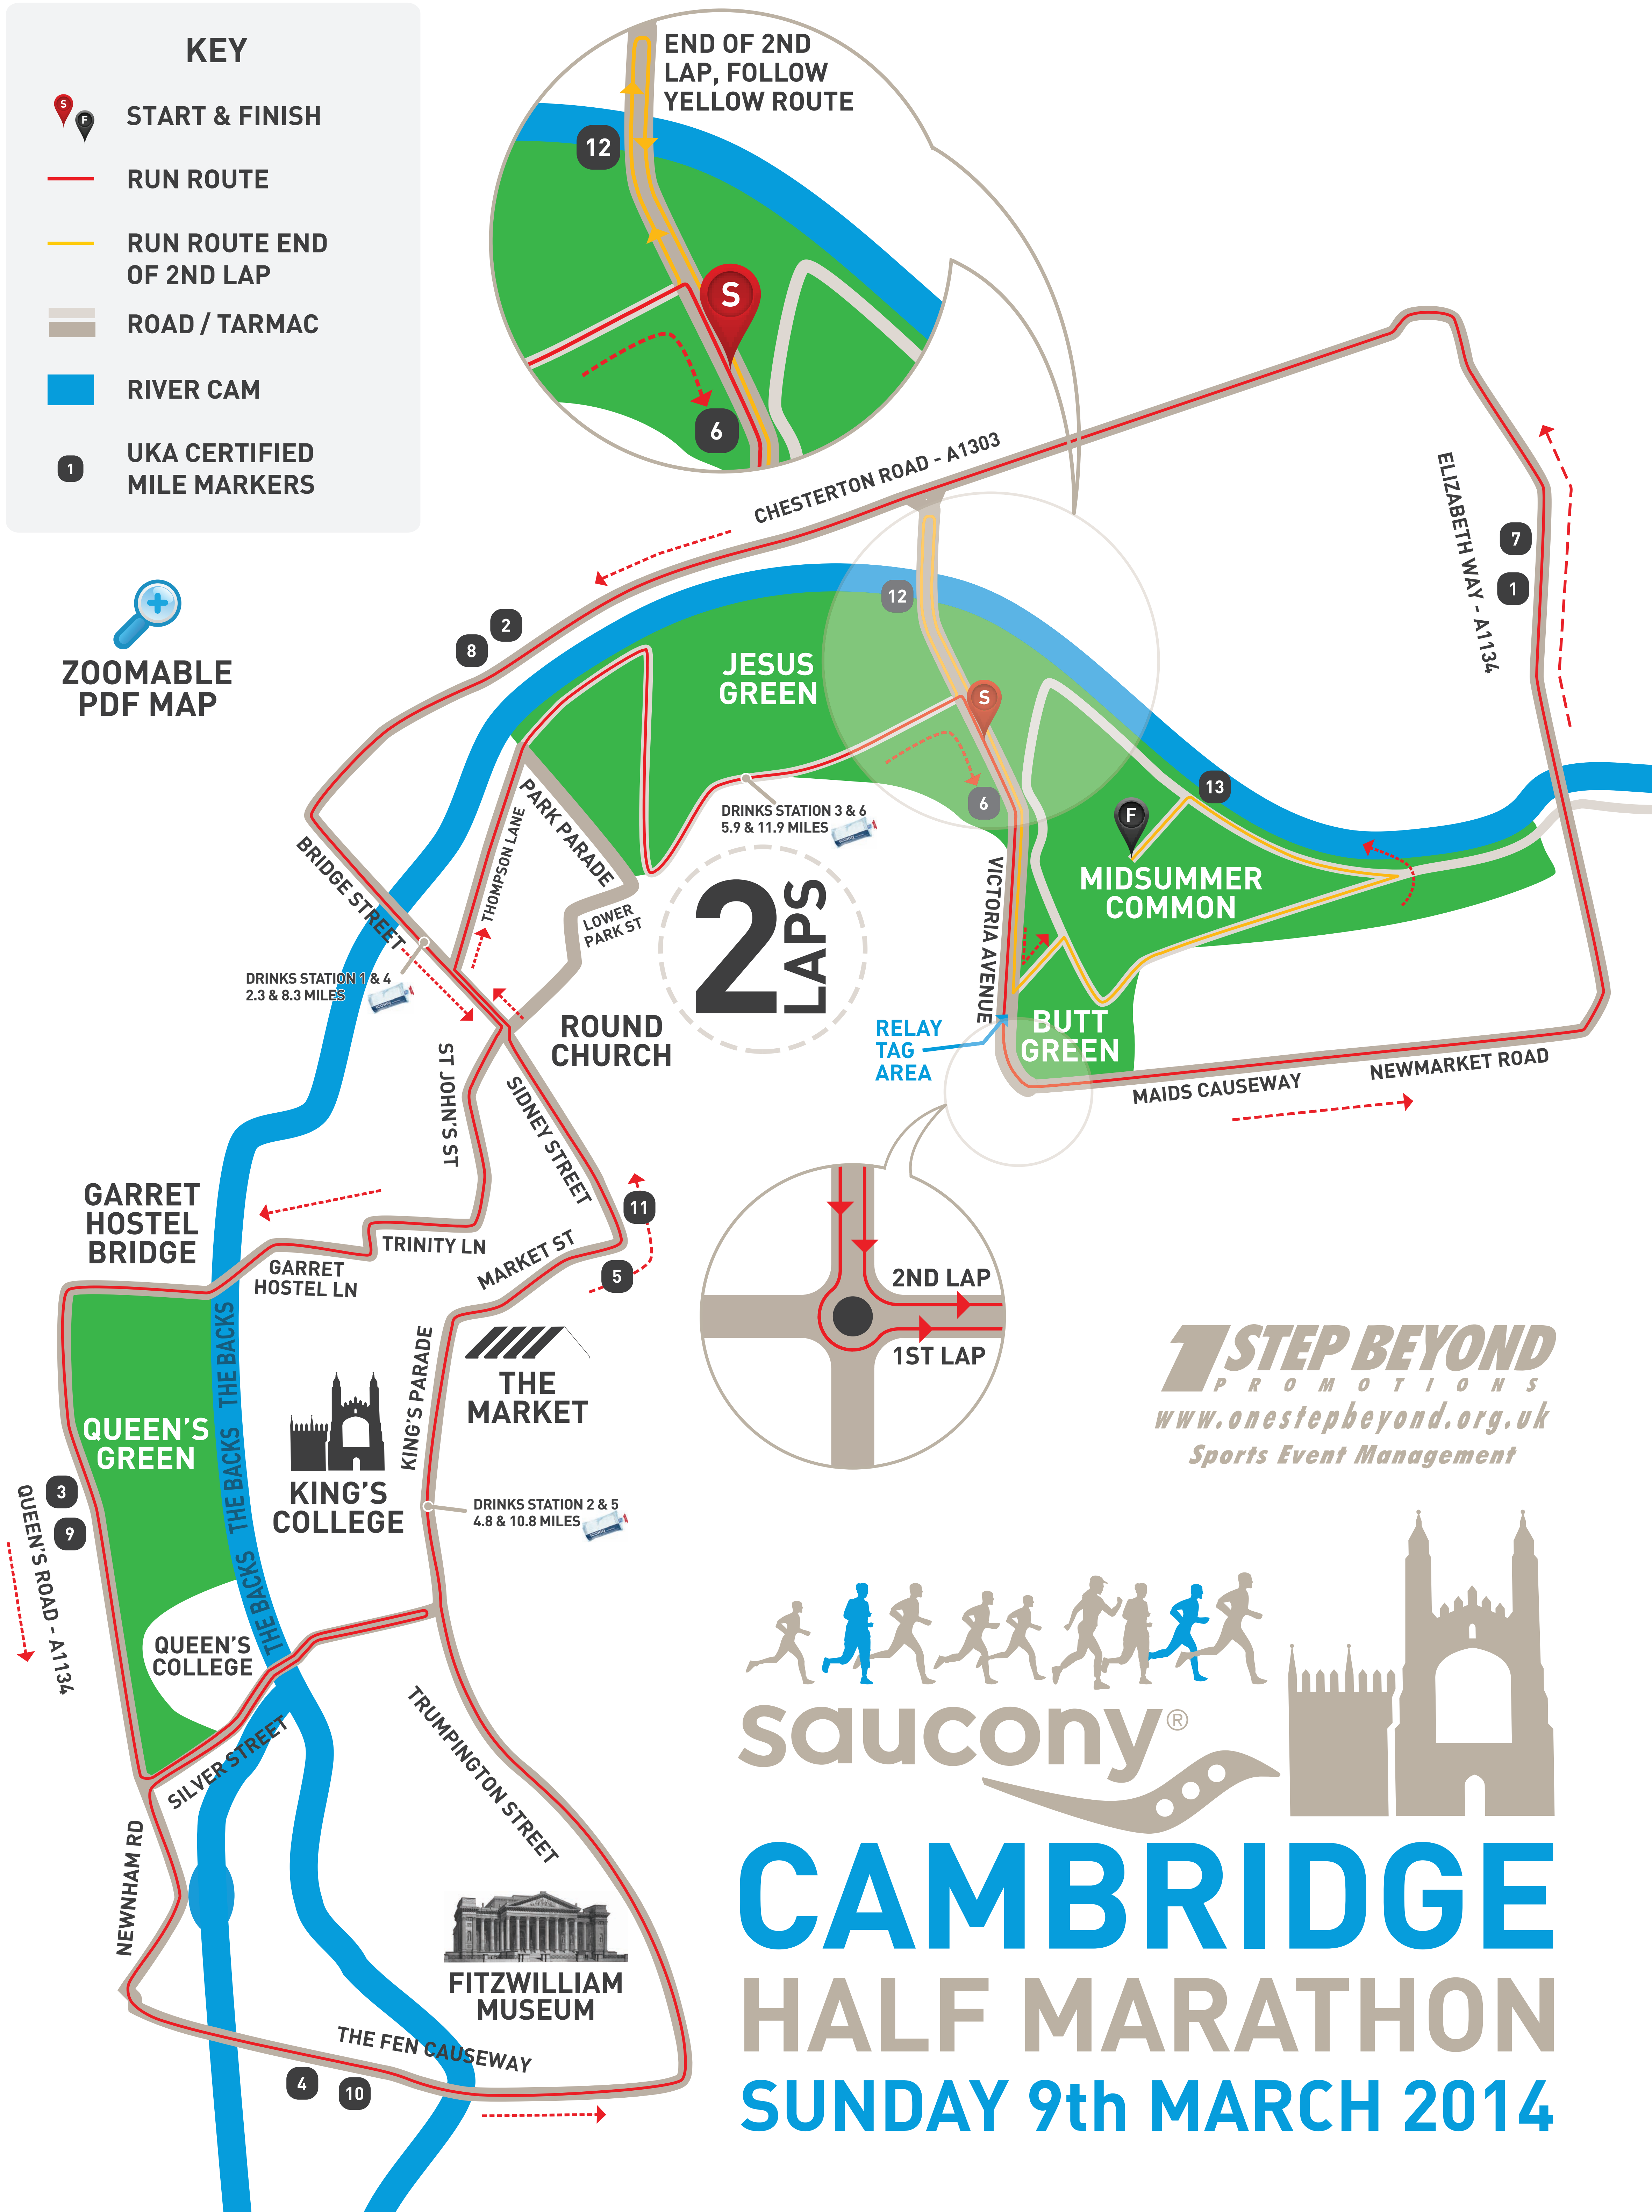 KEY
S
F
START & FINISH
RUN ROUTE
RUN ROUTE END
OF 2ND LAP
ROAD / TARMAC
RIVER CAM
1
UKA CERTIFIED
MILE MARKERS
ZOOMABLE
PDF MAP
END OF 2ND
LAP, FOLLOW
YELLOW ROUTE
12
S
6
CHESTERTON ROAD - A1303
ELIZABETH WAY - A1134
7
1
2
8
12
JESUS
GREEN
S
6
13
F
MIDSUMMER
COMMON
PARK PARADE
THOMPSON LANE
LOWER
PARK ST
BRIDGE STREET
DRINKS STATION 3 & 6
5.9 & 11.9 MILES
2
LAPS
VICTORIA AVENUE
DRINKS STATION 1 & 4
2.3 & 8.3 MILES
ROUND
CHURCH
RELAY
TAG
AREA
BUTT
GREEN
MAIDS CAUSEWAY
NEWMARKET ROAD
ST JOHN'S ST
SIDNEY STREET
GARRET
HOSTEL
BRIDGE
TRINITY LN
GARRET
HOSTEL LN
MARKET ST
11
5
2ND LAP
1ST LAP
THE BACKS
THE BACKS
THE BACKS
KING'S PARADE
THE
MARKET
QUEEN'S
GREEN
KING'S
COLLEGE
3
9
QUEEN'S ROAD - A1134
DRINKS STATION 2 & 5
4.8 & 10.8 MILES
QUEEN'S
COLLEGE
SILVER STREET
TRUMPINGTON STREET
NEWNHAM RD
FITZWILLIAM
MUSEUM
THE FEN CAUSEWAY
4
10
1STEP BEYOND
PROMOTIONS
www.onestepbeyond.org.uk
Sports Event Management
saucony®
CAMBRIDGE
HALF MARATHON
SUNDAY 9th MARCH 2014